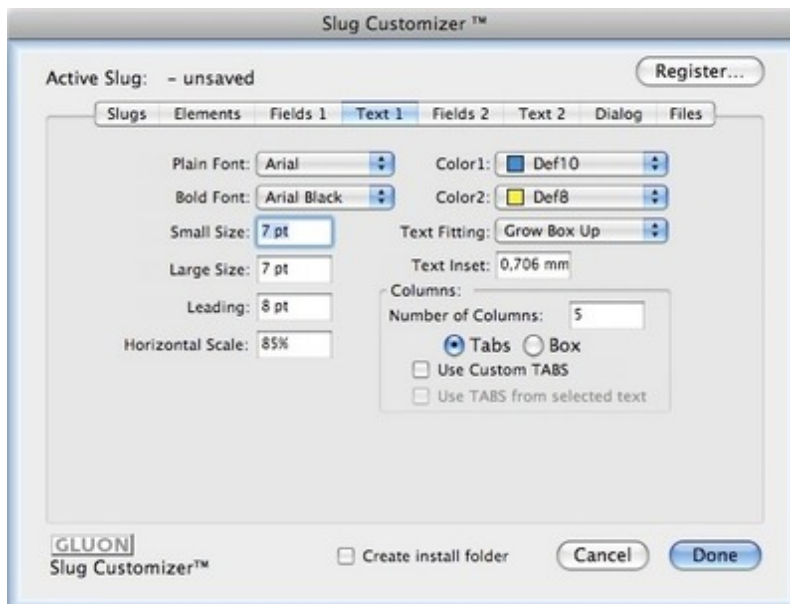 Slug Customizer ™
Active Slug: - unsaved
Register...
Slugs Elements Fields 1 Text 1 Fields 2 Text 2 Dialog Files
Plain Font: Arial Color1: Def10
Bold Font: Arial Black Color2: Def8
Small Size: 7 pt Text Fitting: Grow Box Up
Large Size: 7 pt Text Inset: 0,706 mm
Columns:
Leading: 8 pt Number of Columns: 5
Horizontal Scale: 85% Tabs Box
Use Custom TABS
Use TABS from selected text
GLUON
Slug Customizer™
Create install folder Cancel Done